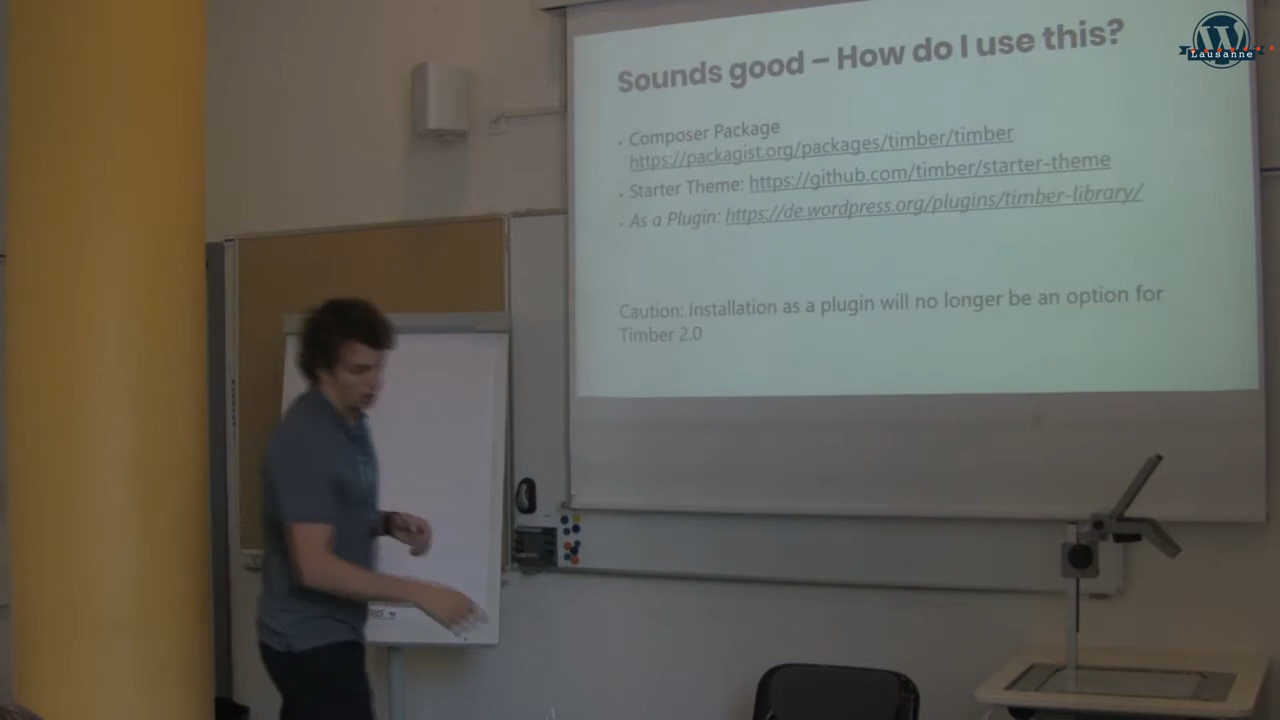 Sounds good – How do I use this?
W
Lausanne
• Composer Package
https://packagist.org/packages/timber/timber
• Starter Theme: https://github.com/timber/starter-theme
• As a Plugin: https://de.wordpress.org/plugins/timber-library/
Caution: Installation as a plugin will no longer be an option for
Timber 2.0